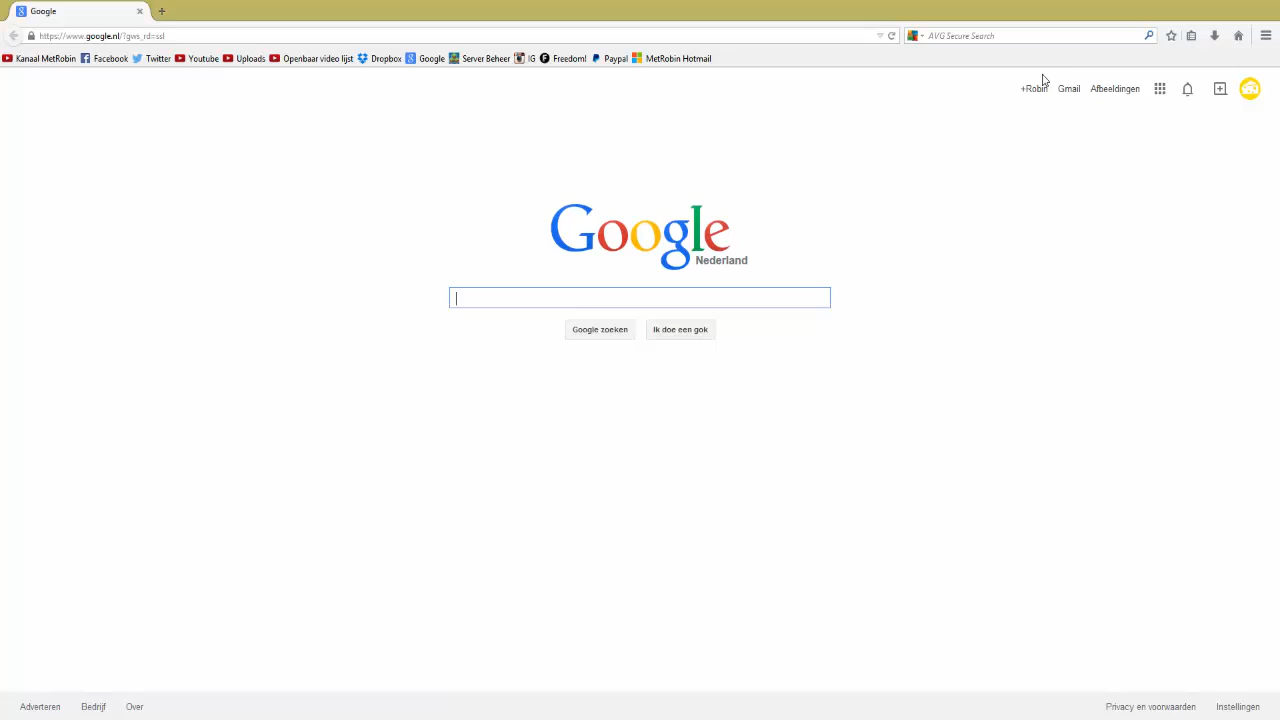 Google
https://www.google.nl/?gws_rd=ssl
AVG Secure Search
Kanaal MetRobin Facebook Twitter Youtube Uploads Openbaar video lijst Dropbox Google Server Beheer IG Freedom! Paypal MetRobin Hotmail
+Robin Gmail Afbeeldingen
Google
Nederland
Google zoeken Ik doe een gok
Adverteren Bedrijf Over Privacy en voorwaarden Instellingen